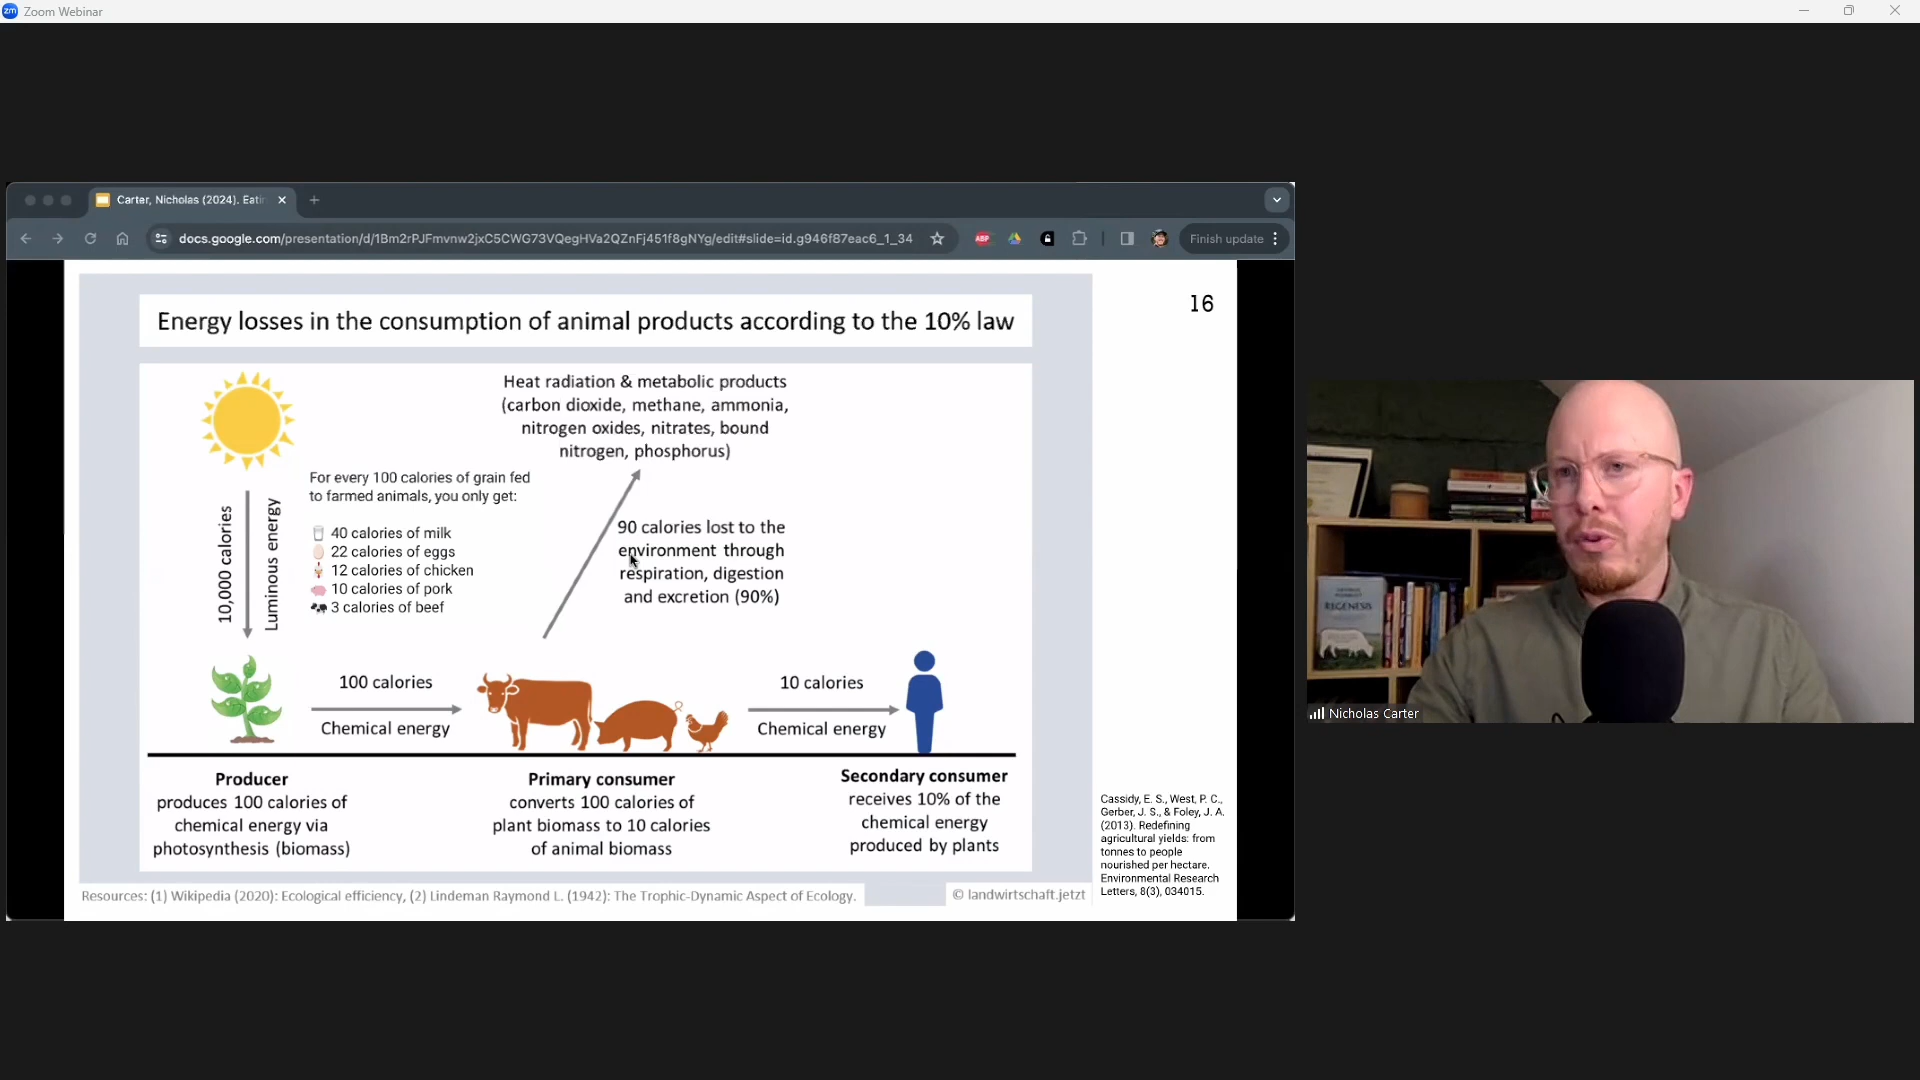 zm Zoom Webinar
Carter, Nicholas (2024). Eatin
docs.google.com/presentation/d/1Bm2rPJFmvnw2jxC5CWG73VQegHVa2QZnFj451f8gNYg/edit#slide=id.g946f87eac6_1_34
ABP
Finish update
16
Energy losses in the consumption of animal products according to the 10% law
Heat radiation & metabolic products
(carbon dioxide, methane, ammonia,
nitrogen oxides, nitrates, bound
nitrogen, phosphorus)
For every 100 calories of grain fed
to farmed animals, you only get:
40 calories of milk
22 calories of eggs
12 calories of chicken
10 calories of pork
3 calories of beef
10,000 calories
Luminous energy
90 calories lost to the
environment through
respiration, digestion
and excretion (90%)
100 calories
Chemical energy
10 calories
Chemical energy
Producer
produces 100 calories of
chemical energy via
photosynthesis (biomass)
Primary consumer
converts 100 calories of
plant biomass to 10 calories
of animal biomass
Secondary consumer
receives 10% of the
chemical energy
produced by plants
Resources: (1) Wikipedia (2020): Ecological efficiency, (2) Lindeman Raymond L. (1942): The Trophic-Dynamic Aspect of Ecology.
© landwirtschaft.jetzt
Cassidy, E. S., West, P. C.,
Gerber, J. S., & Foley, J. A.
(2013). Redefining
agricultural yields: from
tonnes to people
nourished per hectare.
Environmental Research
Letters, 8(3), 034015.
REGENESIS
Nicholas Carter